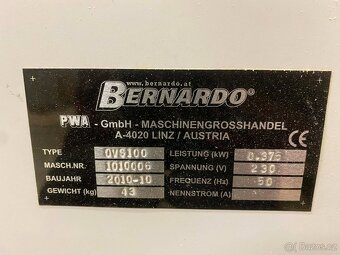 www.bernardo.at
BERNARDO®
PWA - GmbH - MASCHINENGROSSHANDEL
A-4020 LINZ / AUSTRIA
CE
TYPE OVS100 LEISTUNG (kW) 0.375
MASCH.NR. 1010006 SPANNUNG (V) 230
BAUJAHR 2010-10 FREQUENZ (Hz) 50
GEWICHT (kg) 43 NENNSTROM (A)